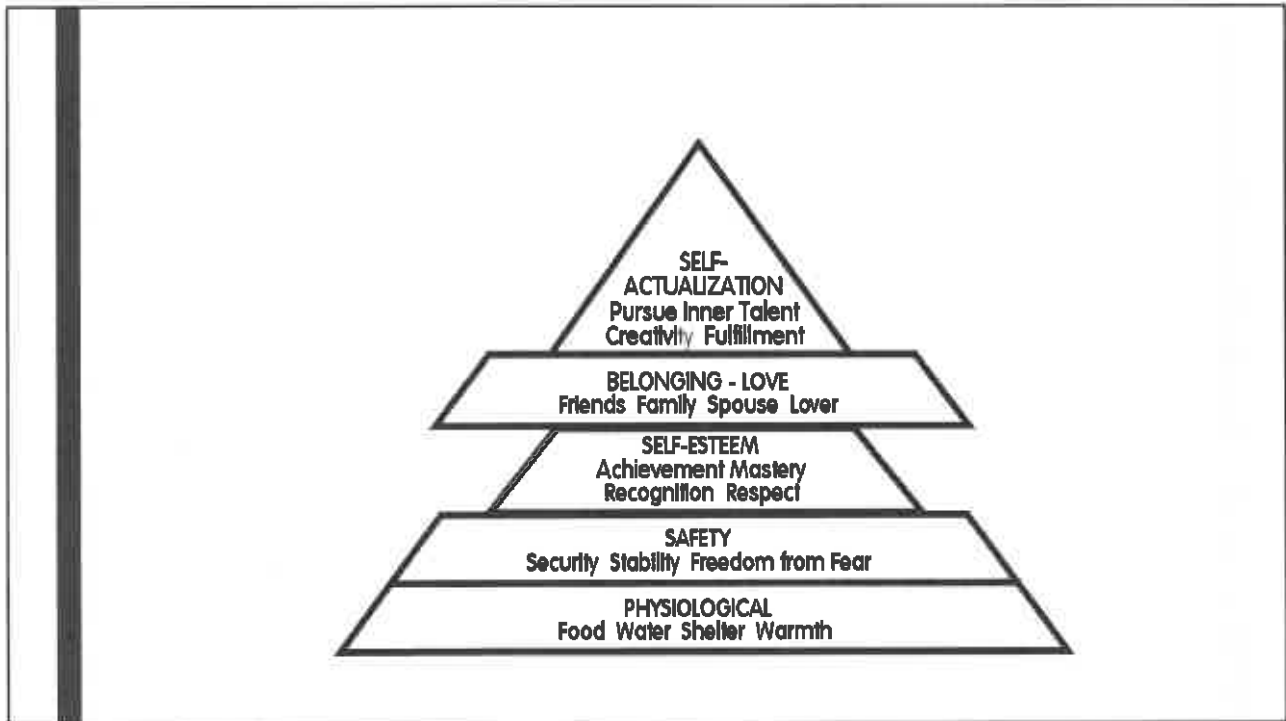 SELF-
ACTUALIZATION
Pursue Inner Talent
Creativity Fulfillment
BELONGING - LOVE
Friends Family Spouse Lover
SELF-ESTEEM
Achievement Mastery
Recognition Respect
SAFETY
Security Stability Freedom from Fear
PHYSIOLOGICAL
Food Water Shelter Warmth